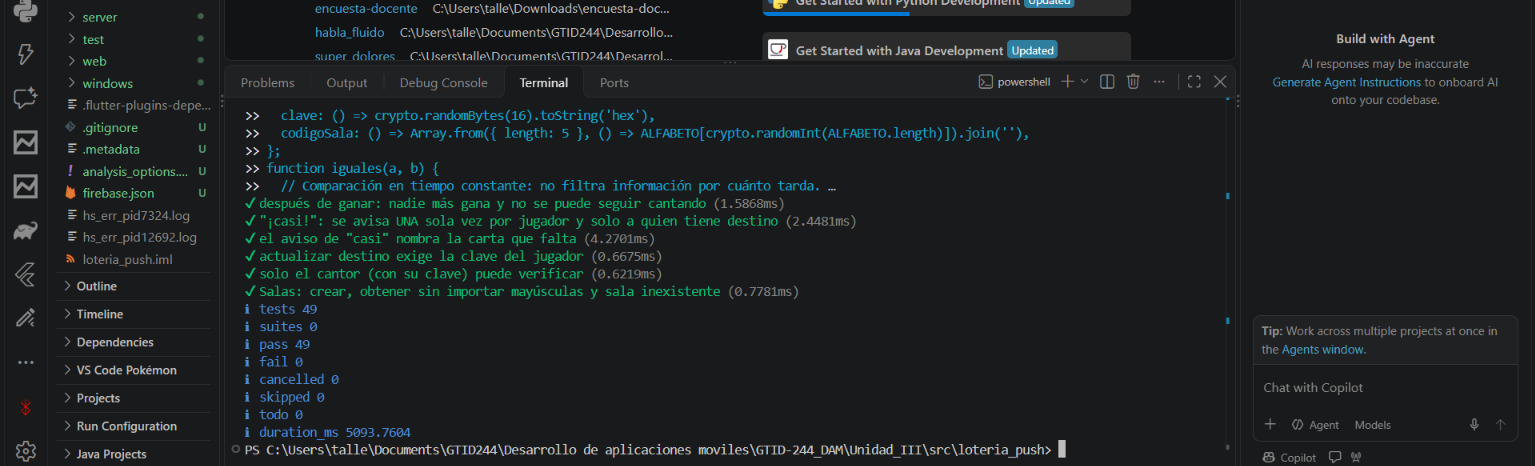 server
test
web
windows
.flutter-plugins-depe...
.gitignore U
.metadata U
analysis_options.... U
firebase.json U
hs_err_pid7324.log
hs_err_pid12692.log
loteria_push.iml
Outline
Timeline
Dependencies
VS Code Pokémon
Projects
Run Configuration
Java Projects
encuesta-docente C:\Users\talle\Downloads\encuesta-doc...
habla_fluido C:\Users\talle\Documents\GTID244\Desarrollo...
super_dolores C:\Users\talle\Documents\GTID244\Desarrol...
Get Started with Python Development Updated
Get Started with Java Development Updated
Problems Output Debug Console Terminal Ports
powershell
>> clave: () => crypto.randomBytes(16).toString('hex'),
>> codigoSala: () => Array.from({ length: 5 }, () => ALFABETO[crypto.randomInt(ALFABETO.length)]).join(''),
>> };
>> function iguales(a, b) {
>> // Comparación en tiempo constante: no filtra información por cuánto tarda. …
✓ después de ganar: nadie más gana y no se puede seguir cantando (1.5868ms)
✓ "¡casi!": se avisa UNA sola vez por jugador y solo a quien tiene destino (2.4481ms)
✓ el aviso de "casi" nombra la carta que falta (4.2701ms)
✓ actualizar destino exige la clave del jugador (0.6675ms)
✓ solo el cantor (con su clave) puede verificar (0.6219ms)
✓ Salas: crear, obtener sin importar mayúsculas y sala inexistente (0.7781ms)
ℹ tests 49
ℹ suites 0
ℹ pass 49
ℹ fail 0
ℹ cancelled 0
ℹ skipped 0
ℹ todo 0
ℹ duration_ms 5093.7604
PS C:\Users\talle\Documents\GTID244\Desarrollo de aplicaciones moviles\GTID-244_DAM\Unidad_III\src\loteria_push>
Build with Agent
AI responses may be inaccurate
Generate Agent Instructions to onboard AI
onto your codebase.
Tip: Work across multiple projects at once in
the Agents window.
Chat with Copilot
Agent Models
Copilot